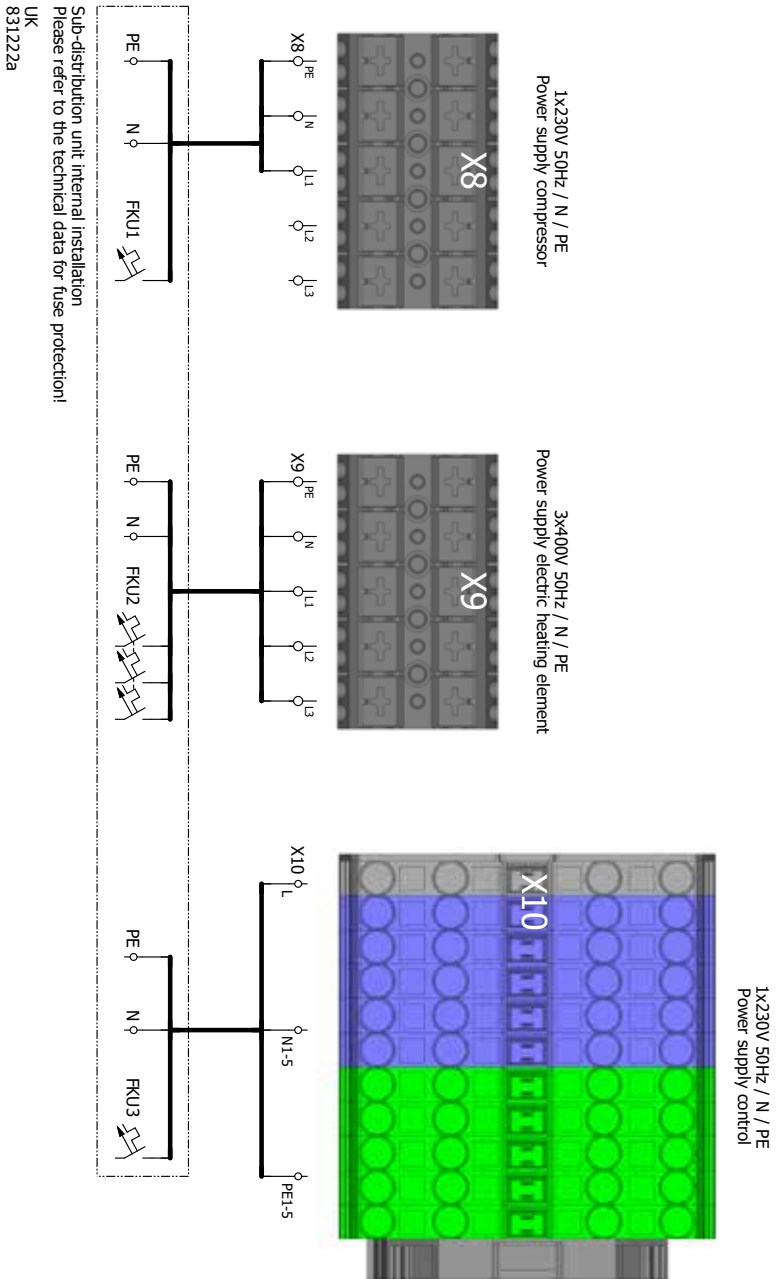 1x230V 50Hz / N / PE
Power supply compressor
X8
X8
PE
N
L1
L2
L3
PE
N
FKU1
3x400V 50Hz / N / PE
Power supply electric heating element
X9
X9
PE
N
L1
L2
L3
PE
N
FKU2
1x230V 50Hz / N / PE
Power supply control
X10
X10
L
N1-5
PE1-5
PE
N
FKU3
Sub-distribution unit internal installation
Please refer to the technical data for fuse protection!
UK
831222a